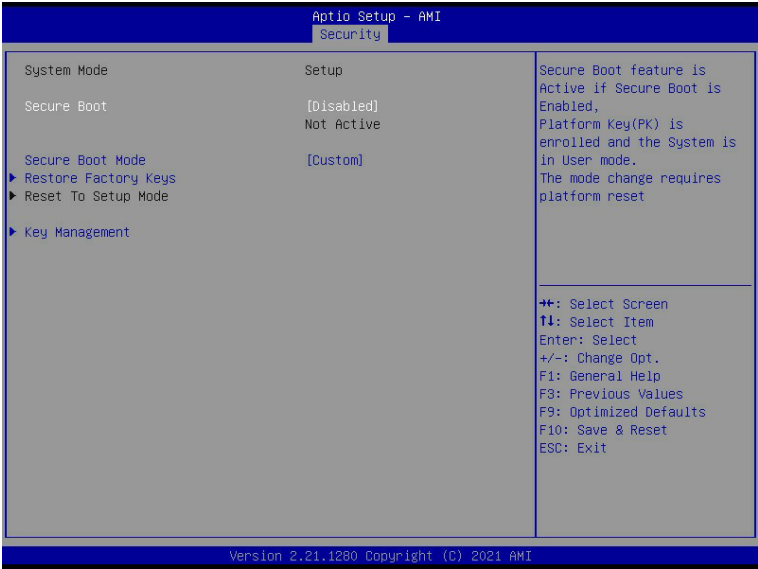 Aptio Setup – AMI
Security
System Mode Setup
Secure Boot [Disabled]
Not Active
Secure Boot Mode [Custom]
Restore Factory Keys
Reset To Setup Mode
Key Management
Secure Boot feature is
Active if Secure Boot is
Enabled,
Platform Key(PK) is
enrolled and the System is
in User mode.
The mode change requires
platform reset
→←: Select Screen
↑↓: Select Item
Enter: Select
+/-: Change Opt.
F1: General Help
F3: Previous Values
F9: Optimized Defaults
F10: Save & Reset
ESC: Exit
Version 2.21.1280 Copyright (C) 2021 AMI